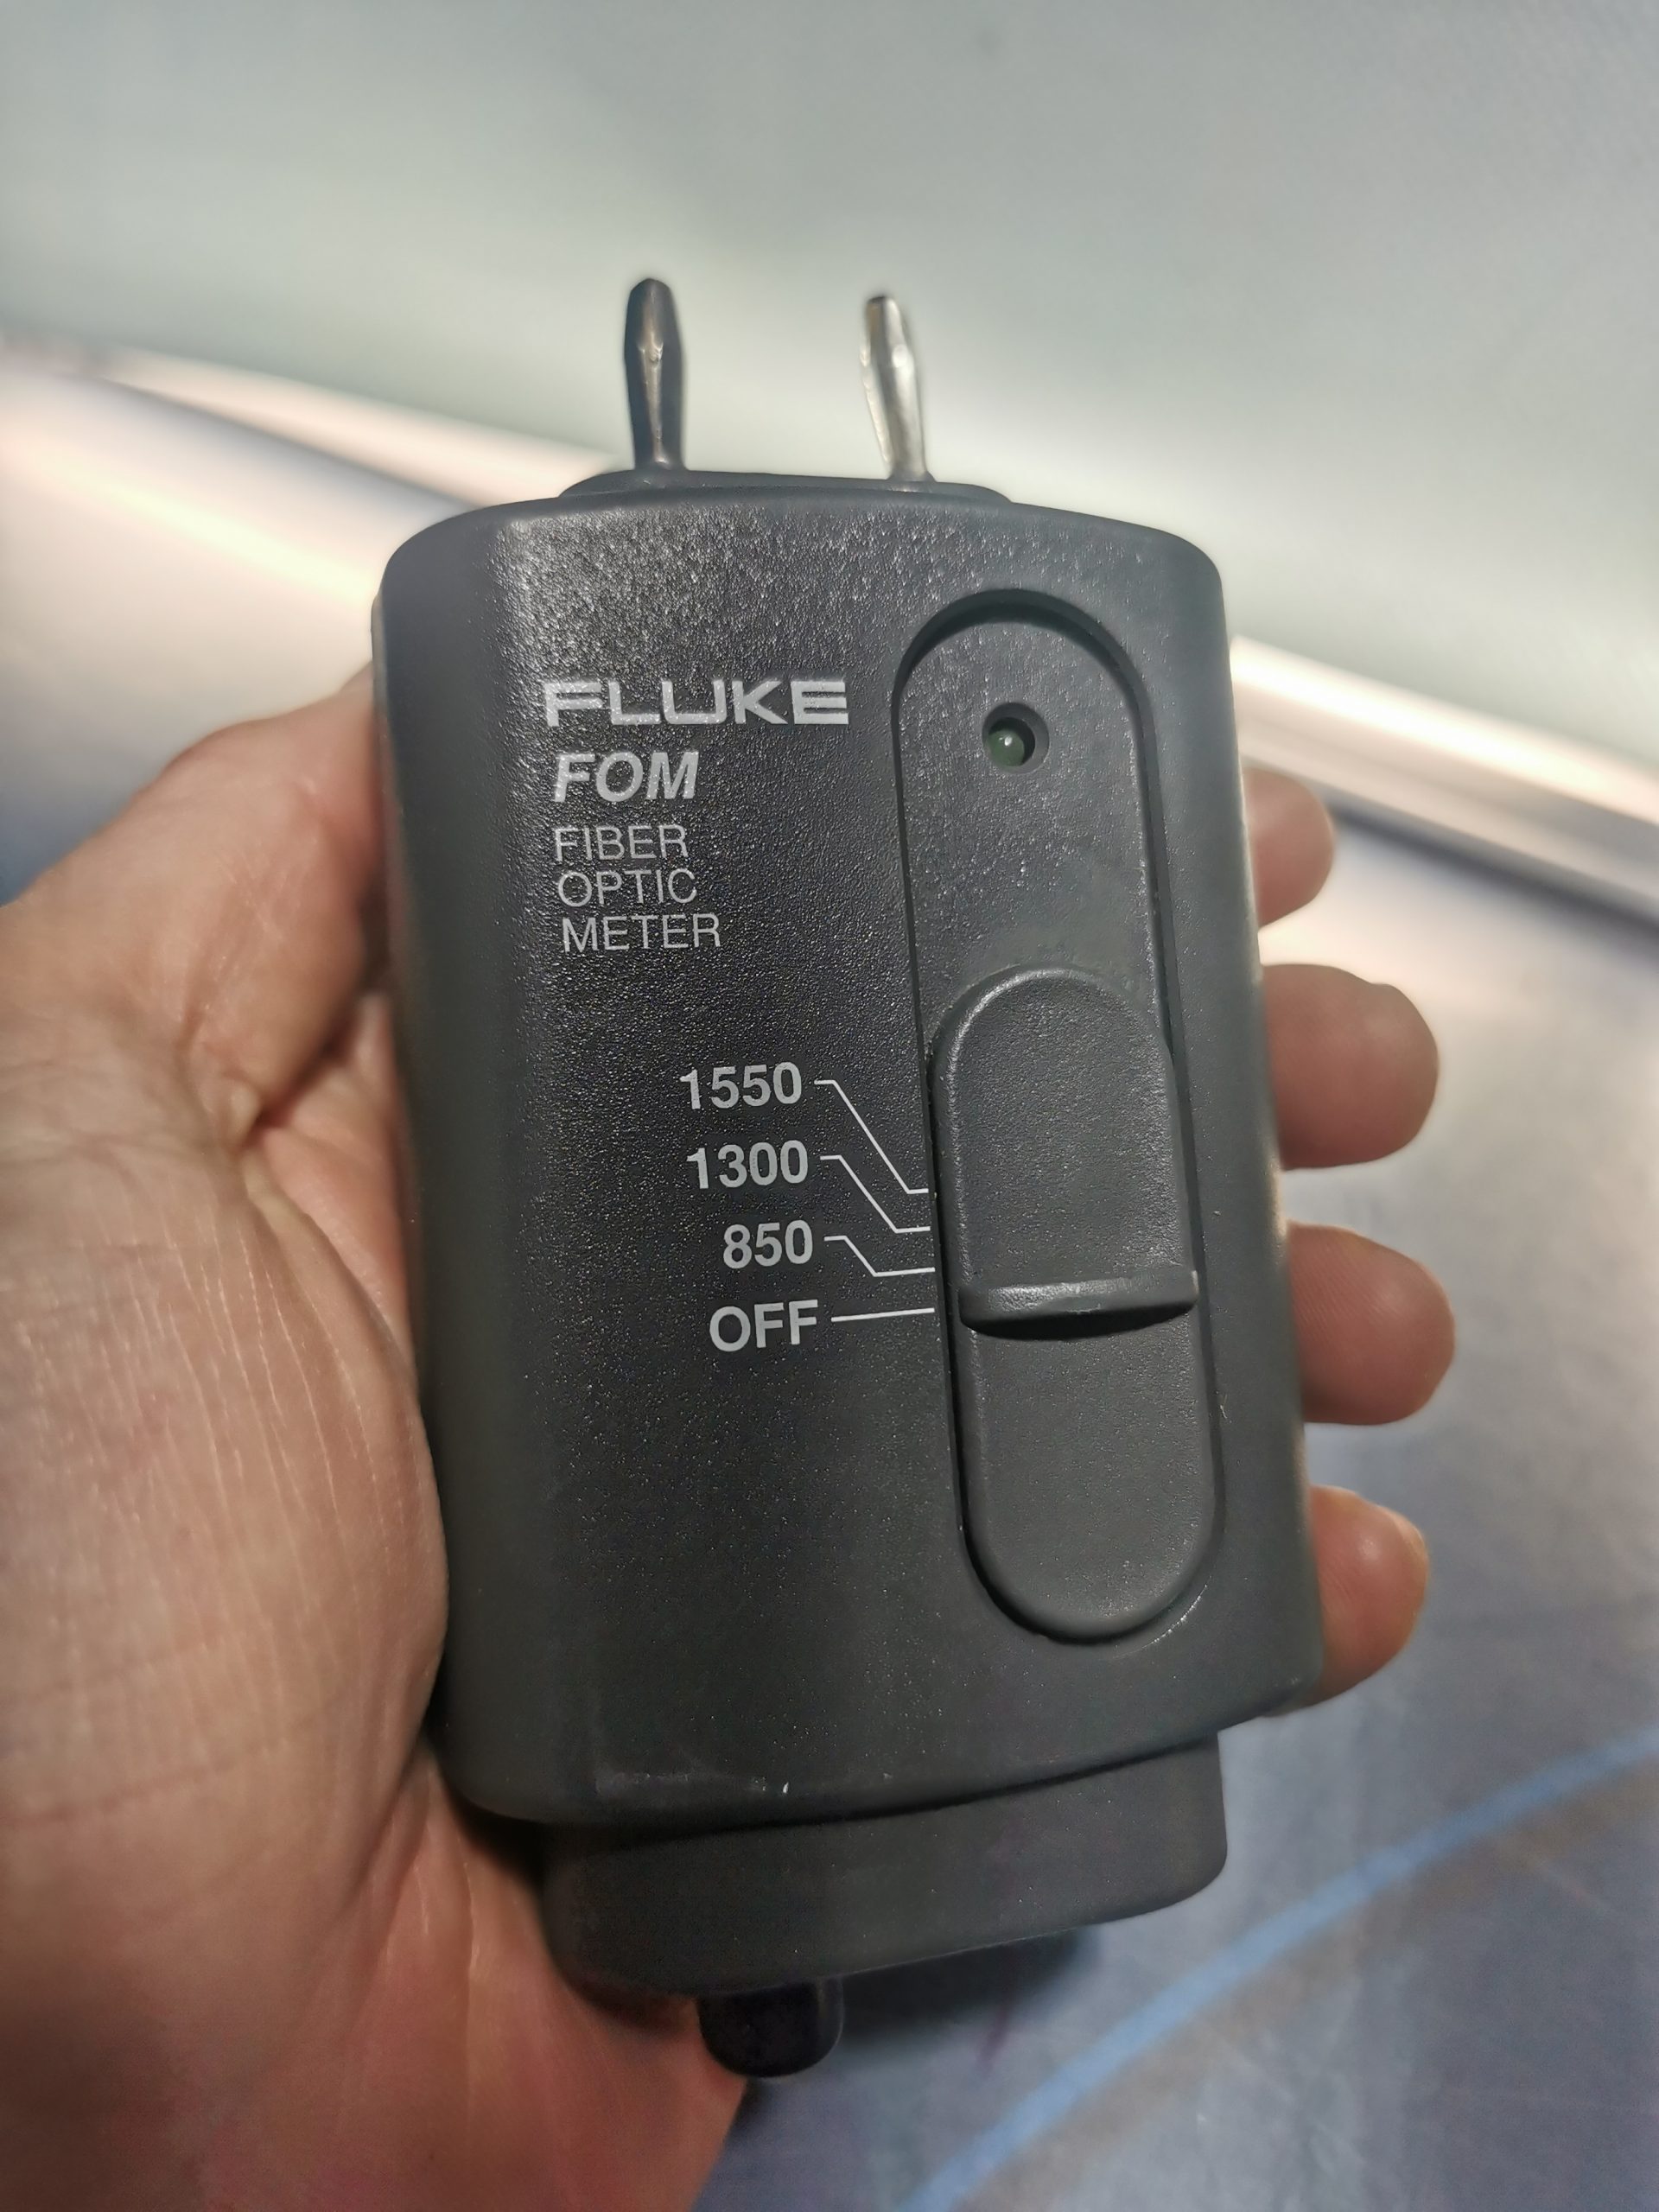 FLUKE
FOM
FIBER
OPTIC
METER
1550
1300
850
OFF